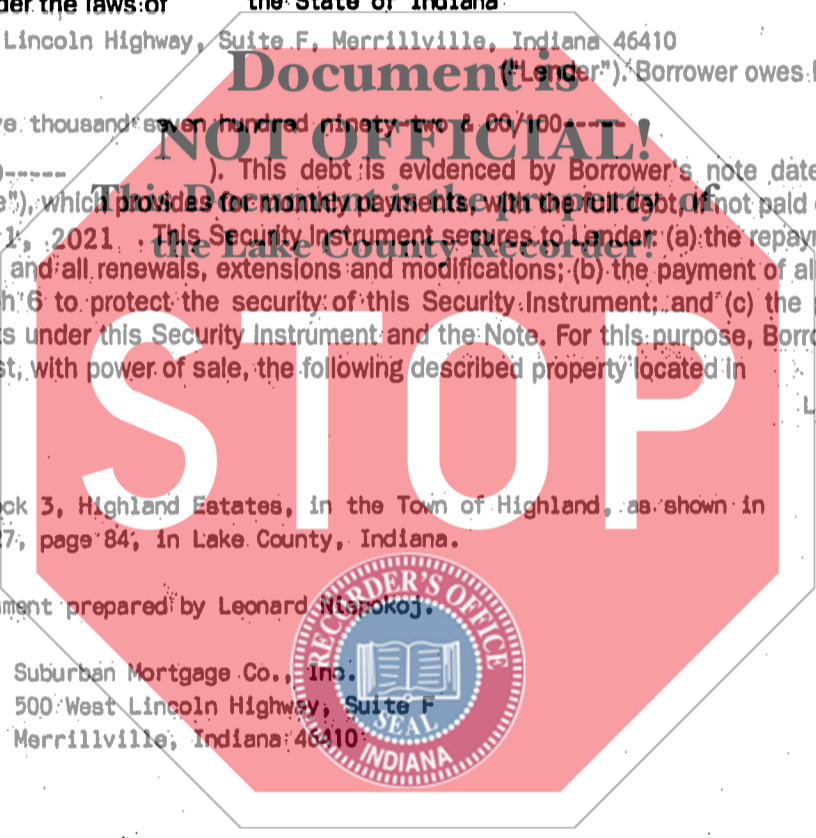 der the laws of the State of Indiana
Lincoln Highway, Suite F, Merrillville, Indiana 46410
Document is
("Lender"). Borrower owes
e thousand seven hundred ninety-two & 00/100----
NOT OFFICIAL!
----- ). This debt is evidenced by Borrower's note date
This Document is the property of
e"), which provides for monthly payments, with the full debt, if not paid
1, 2021 . This Security Instrument secures to Lender: (a) the repaym
the Lake County Recorder!
and all renewals, extensions and modifications; (b) the payment of al
h 6 to protect the security of this Security Instrument; and (c) the
ts under this Security Instrument and the Note. For this purpose, Borro
st, with power of sale, the following described property located in
L
STOP
ck 3, Highland Estates, in the Town of Highland, as shown in
27, page 84, in Lake County, Indiana.
ment prepared by Leonard Niepokoj.
RECORDER'S OFFICE
Suburban Mortgage Co., Inc.
500 West Lincoln Highway, Suite F
SEAL
Merrillville, Indiana 46410
INDIANA